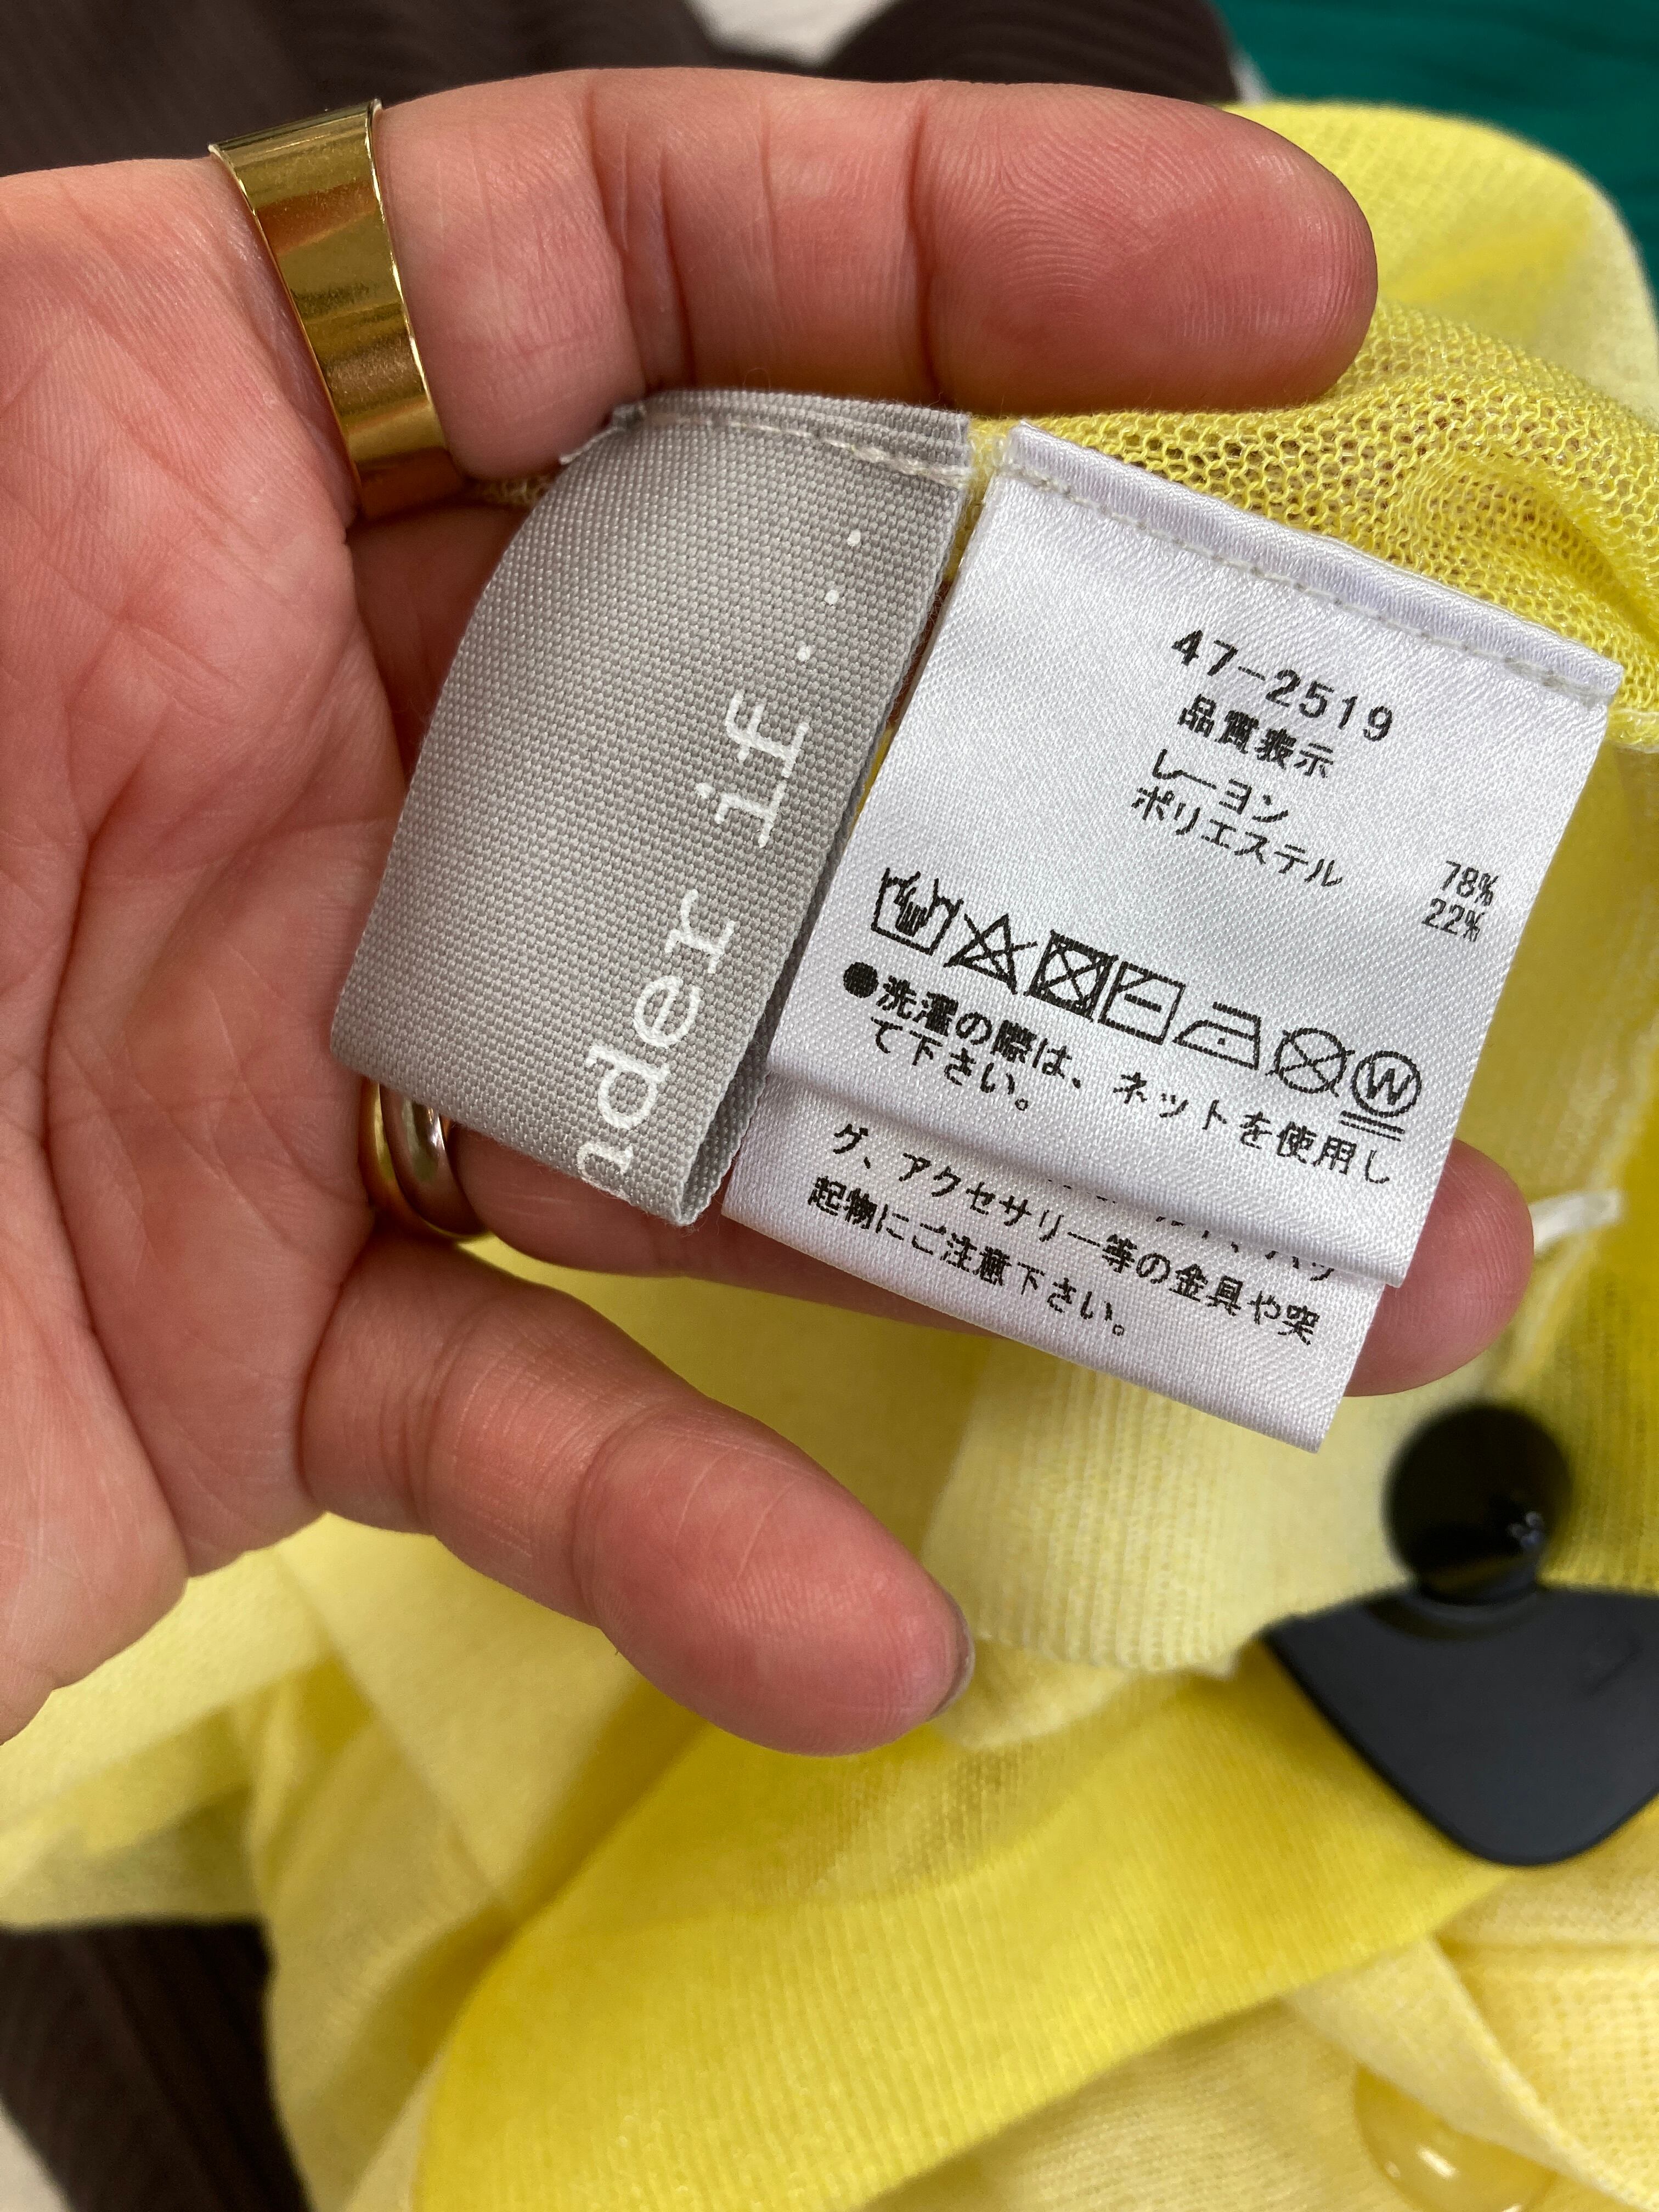 nder if...
47-2519
品質表示
レーヨン 78%
ポリエステル 22%
W
●洗濯の際は、ネットを使用し
て下さい。
グ、アクセサリー等の金具や突
起物にご注意下さい。